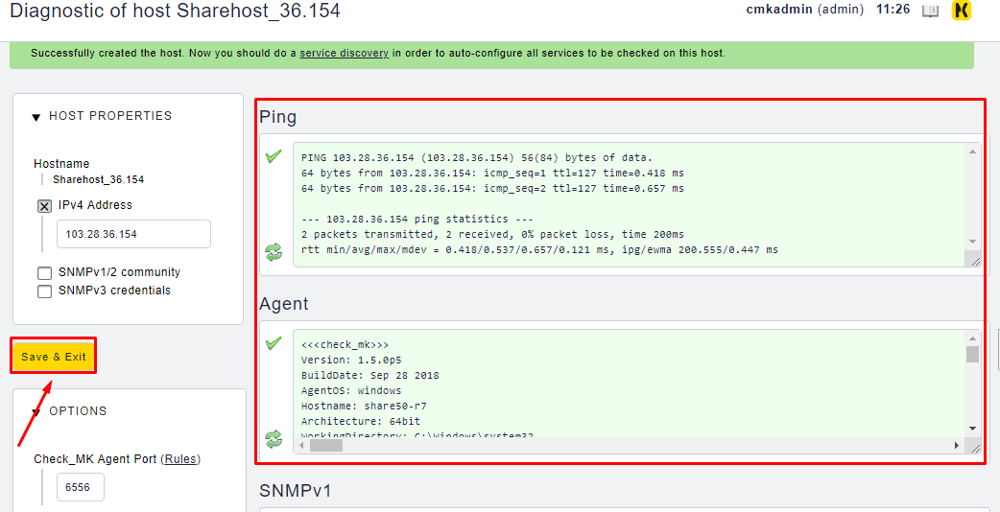 Diagnostic of host Sharehost_36.154
cmkadmin (admin) 11:26
Successfully created the host. Now you should do a service discovery in order to auto-configure all services to be checked on this host.
HOST PROPERTIES
Hostname
Sharehost_36.154
IPv4 Address
103.28.36.154
SNMPv1/2 community
SNMPv3 credentials
Save & Exit
OPTIONS
Check_MK Agent Port (Rules)
6556
Ping
PING 103.28.36.154 (103.28.36.154) 56(84) bytes of data.
64 bytes from 103.28.36.154: icmp_seq=1 ttl=127 time=0.418 ms
64 bytes from 103.28.36.154: icmp_seq=2 ttl=127 time=0.657 ms
--- 103.28.36.154 ping statistics ---
2 packets transmitted, 2 received, 0% packet loss, time 200ms
rtt min/avg/max/mdev = 0.418/0.537/0.657/0.121 ms, ipg/ewma 200.555/0.447 ms
Agent
<<<check_mk>>>
Version: 1.5.0p5
BuildDate: Sep 28 2018
AgentOS: windows
Hostname: share50-r7
Architecture: 64bit
WorkingDirectory: C:\Windows\system32
SNMPv1